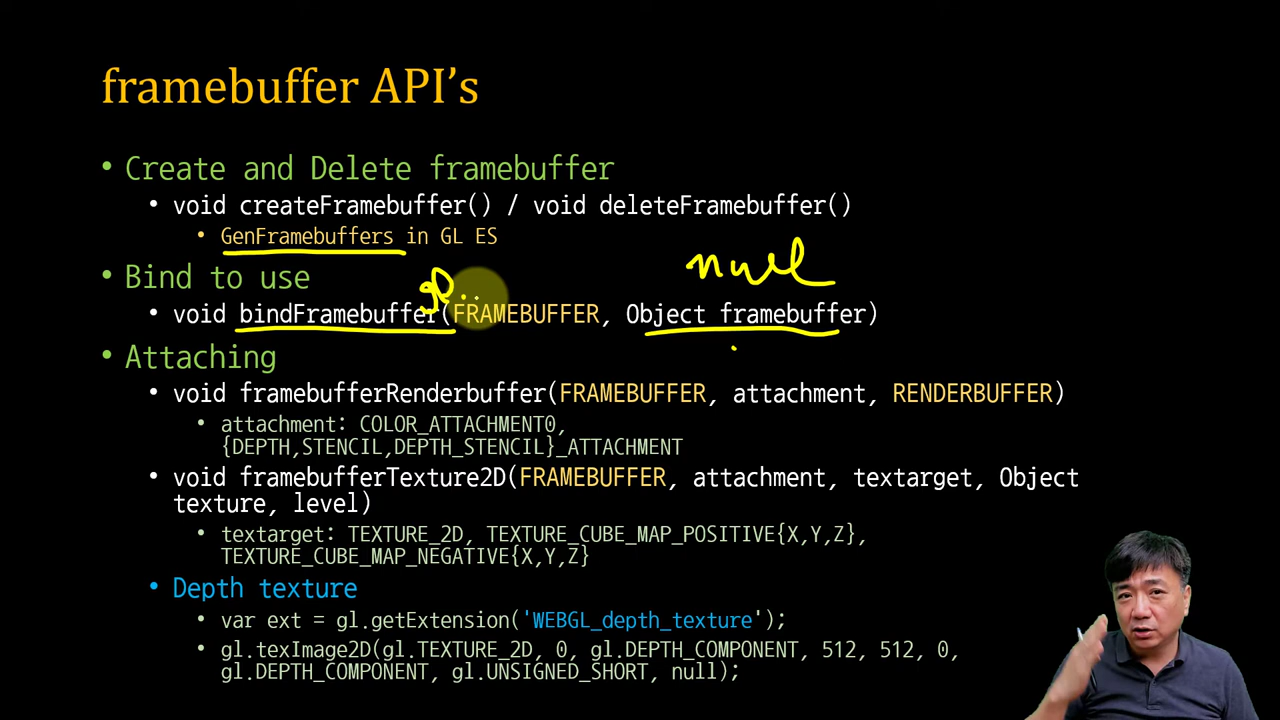 framebuffer API's
• Create and Delete framebuffer
• void createFramebuffer() / void deleteFramebuffer()
• GenFramebuffers in GL ES
null
• Bind to use
gl..
• void bindFramebuffer(FRAMEBUFFER, Object framebuffer)
• Attaching
• void framebufferRenderbuffer(FRAMEBUFFER, attachment, RENDERBUFFER)
• attachment: COLOR_ATTACHMENT0,
{DEPTH,STENCIL,DEPTH_STENCIL}_ATTACHMENT
• void framebufferTexture2D(FRAMEBUFFER, attachment, textarget, Object
texture, level)
• textarget: TEXTURE_2D, TEXTURE_CUBE_MAP_POSITIVE{X,Y,Z},
TEXTURE_CUBE_MAP_NEGATIVE{X,Y,Z}
• Depth texture
• var ext = gl.getExtension('WEBGL_depth_texture');
• gl.texImage2D(gl.TEXTURE_2D, 0, gl.DEPTH_COMPONENT, 512, 512, 0,
gl.DEPTH_COMPONENT, gl.UNSIGNED_SHORT, null);